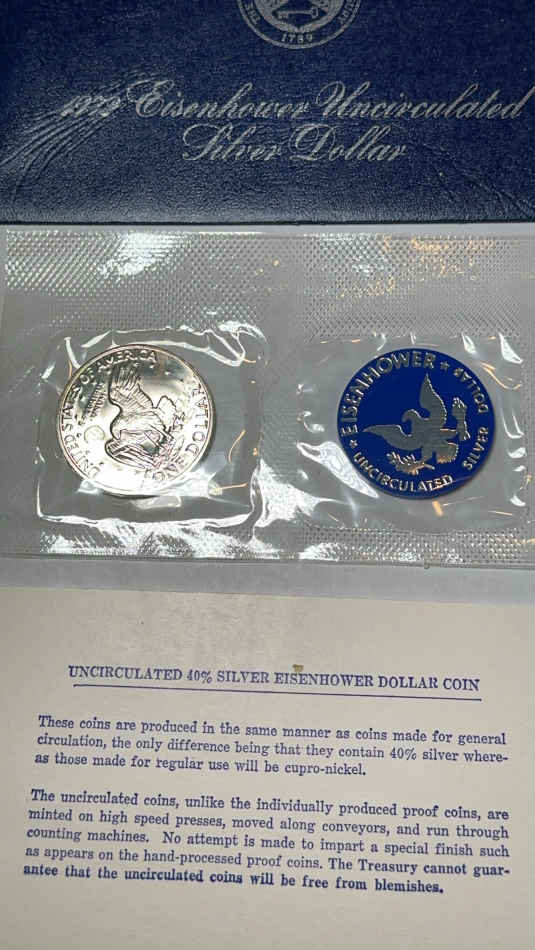 THE
1789
1972 Eisenhower Uncirculated
Silver Dollar
UNITED STATES OF AMERICA
E PLURIBUS UNUM
ONE DOLLAR
★ EISENHOWER ★
UNCIRCULATED SILVER DOLLAR
UNCIRCULATED 40% SILVER EISENHOWER DOLLAR COIN
These coins are produced in the same manner as coins made for general
circulation, the only difference being that they contain 40% silver where-
as those made for regular use will be cupro-nickel.
The uncirculated coins, unlike the individually produced proof coins, are
minted on high speed presses, moved along conveyors, and run through
counting machines. No attempt is made to impart a special finish such
as appears on the hand-processed proof coins. The Treasury cannot guar-
antee that the uncirculated coins will be free from blemishes.